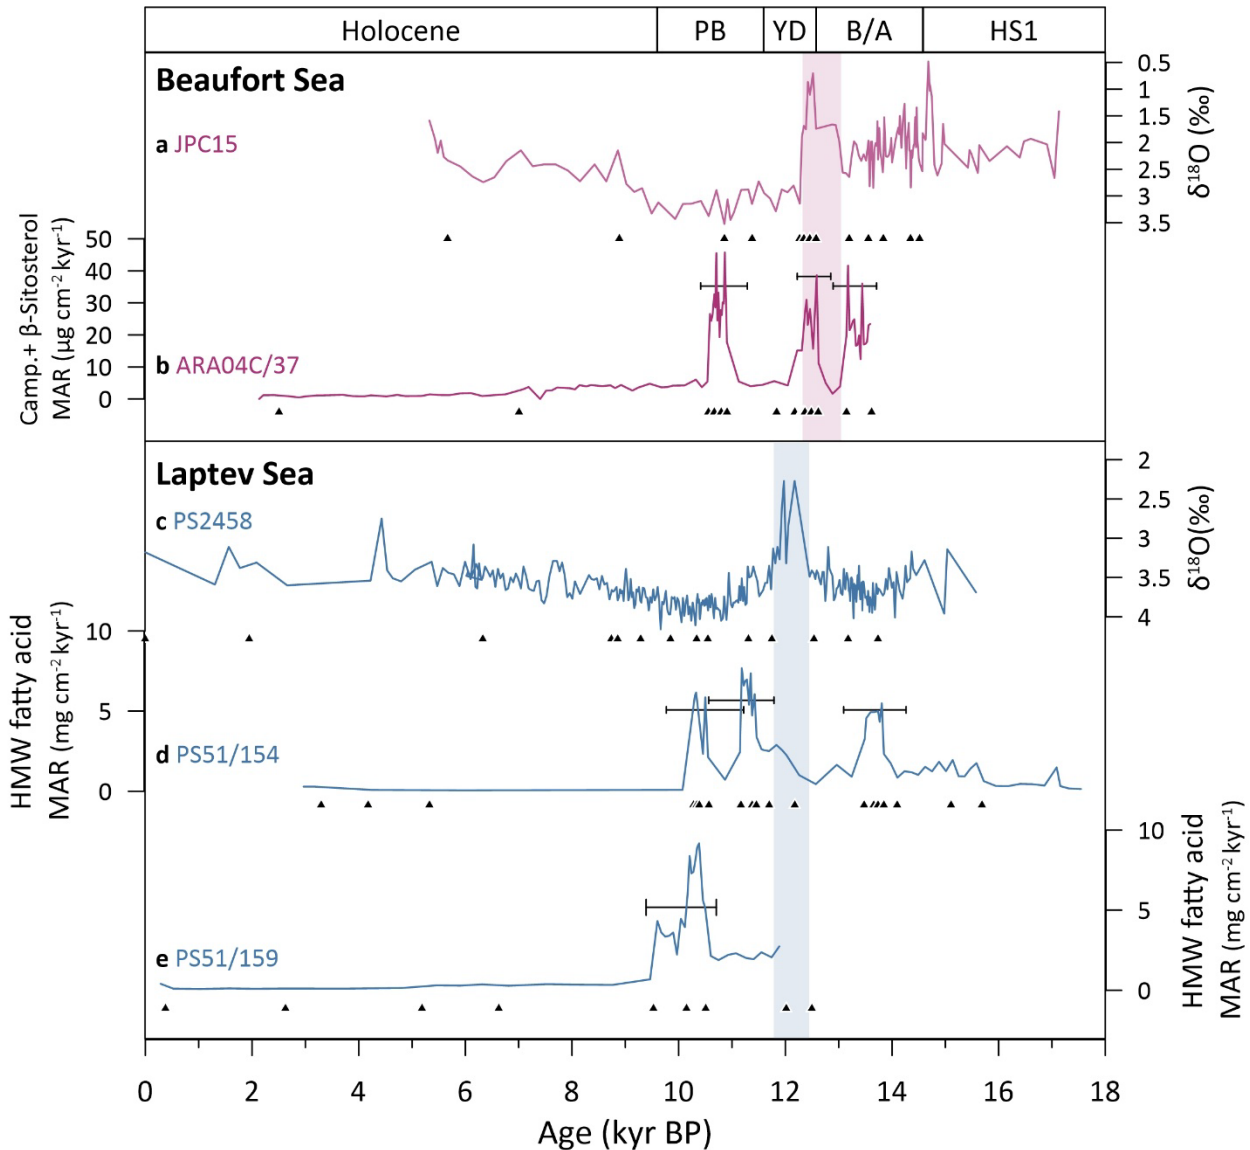 Holocene PB YD B/A HS1
Beaufort Sea
a JPC15
0.5
1
1.5
2
2.5
3
3.5
δ¹⁸O (‰)
50
40
30
20
10
0
Camp.+ β-Sitosterol
MAR (µg cm⁻² kyr⁻¹)
b ARA04C/37
Laptev Sea
c PS2458
2
2.5
3
3.5
4
δ¹⁸O(‰)
10
5
0
HMW fatty acid
MAR (mg cm⁻² kyr⁻¹)
d PS51/154
10
5
0
HMW fatty acid
MAR (mg cm⁻² kyr⁻¹)
e PS51/159
0 2 4 6 8 10 12 14 16 18
Age (kyr BP)